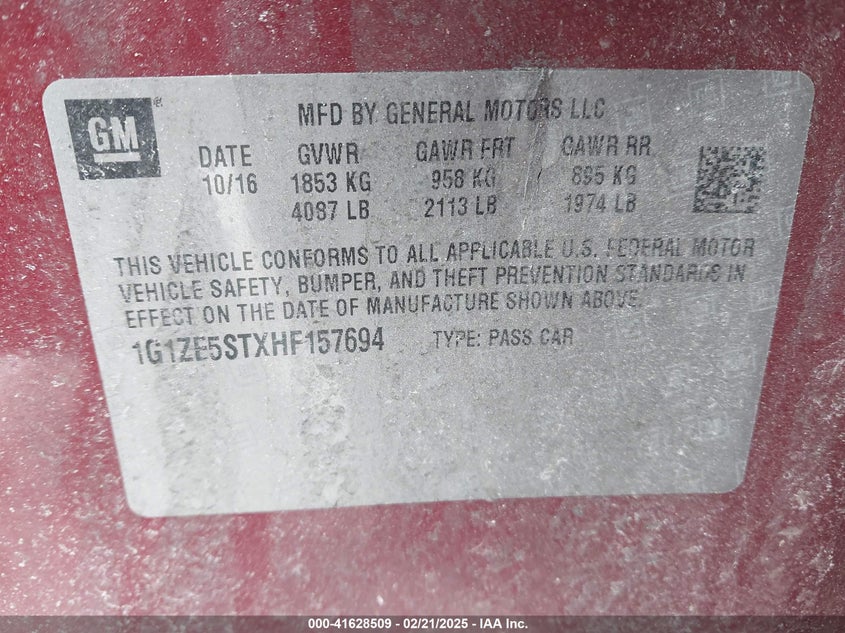 GM
MFD BY GENERAL MOTORS LLC
DATE GVWR GAWR FRT GAWR RR
10/16 1853 KG 958 KG 895 KG
4087 LB 2113 LB 1974 LB
THIS VEHICLE CONFORMS TO ALL APPLICABLE U.S. FEDERAL MOTOR
VEHICLE SAFETY, BUMPER, AND THEFT PREVENTION STANDARDS IN
EFFECT ON THE DATE OF MANUFACTURE SHOWN ABOVE.
1G1ZE5STXHF157694 TYPE: PASS CAR
000-41628509 - 02/21/2025 - IAA Inc.